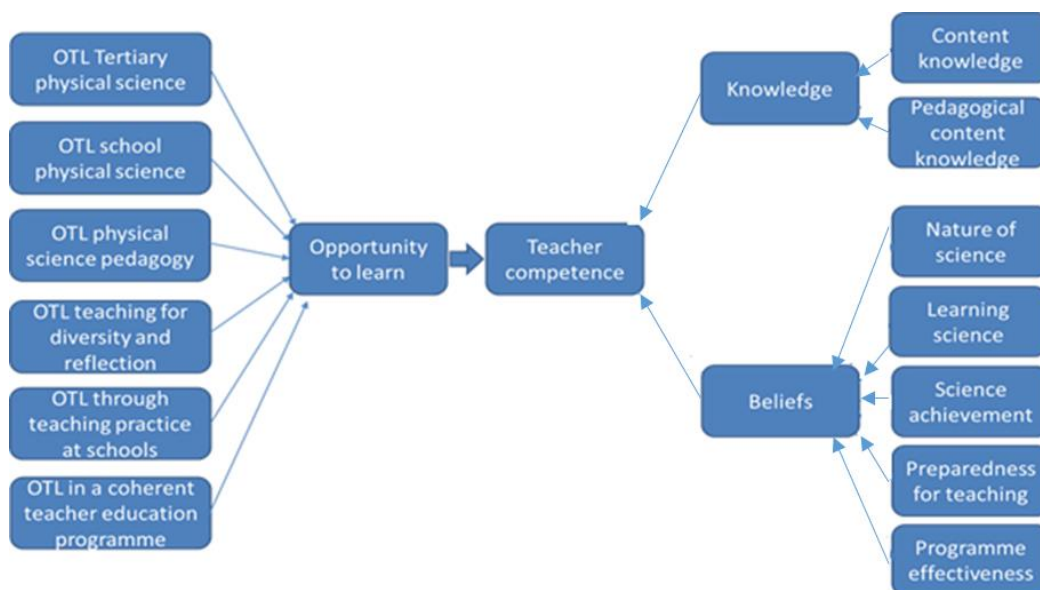 OTL Tertiary
physical science
OTL school
physical science
OTL physical
science pedagogy
OTL teaching for
diversity and
reflection
OTL through
teaching practice
at schools
OTL in a coherent
teacher education
programme
Opportunity
to learn
Teacher
competence
Knowledge
Beliefs
Content
knowledge
Pedagogical
content
knowledge
Nature of
science
Learning
science
Science
achievement
Preparedness
for teaching
Programme
effectiveness